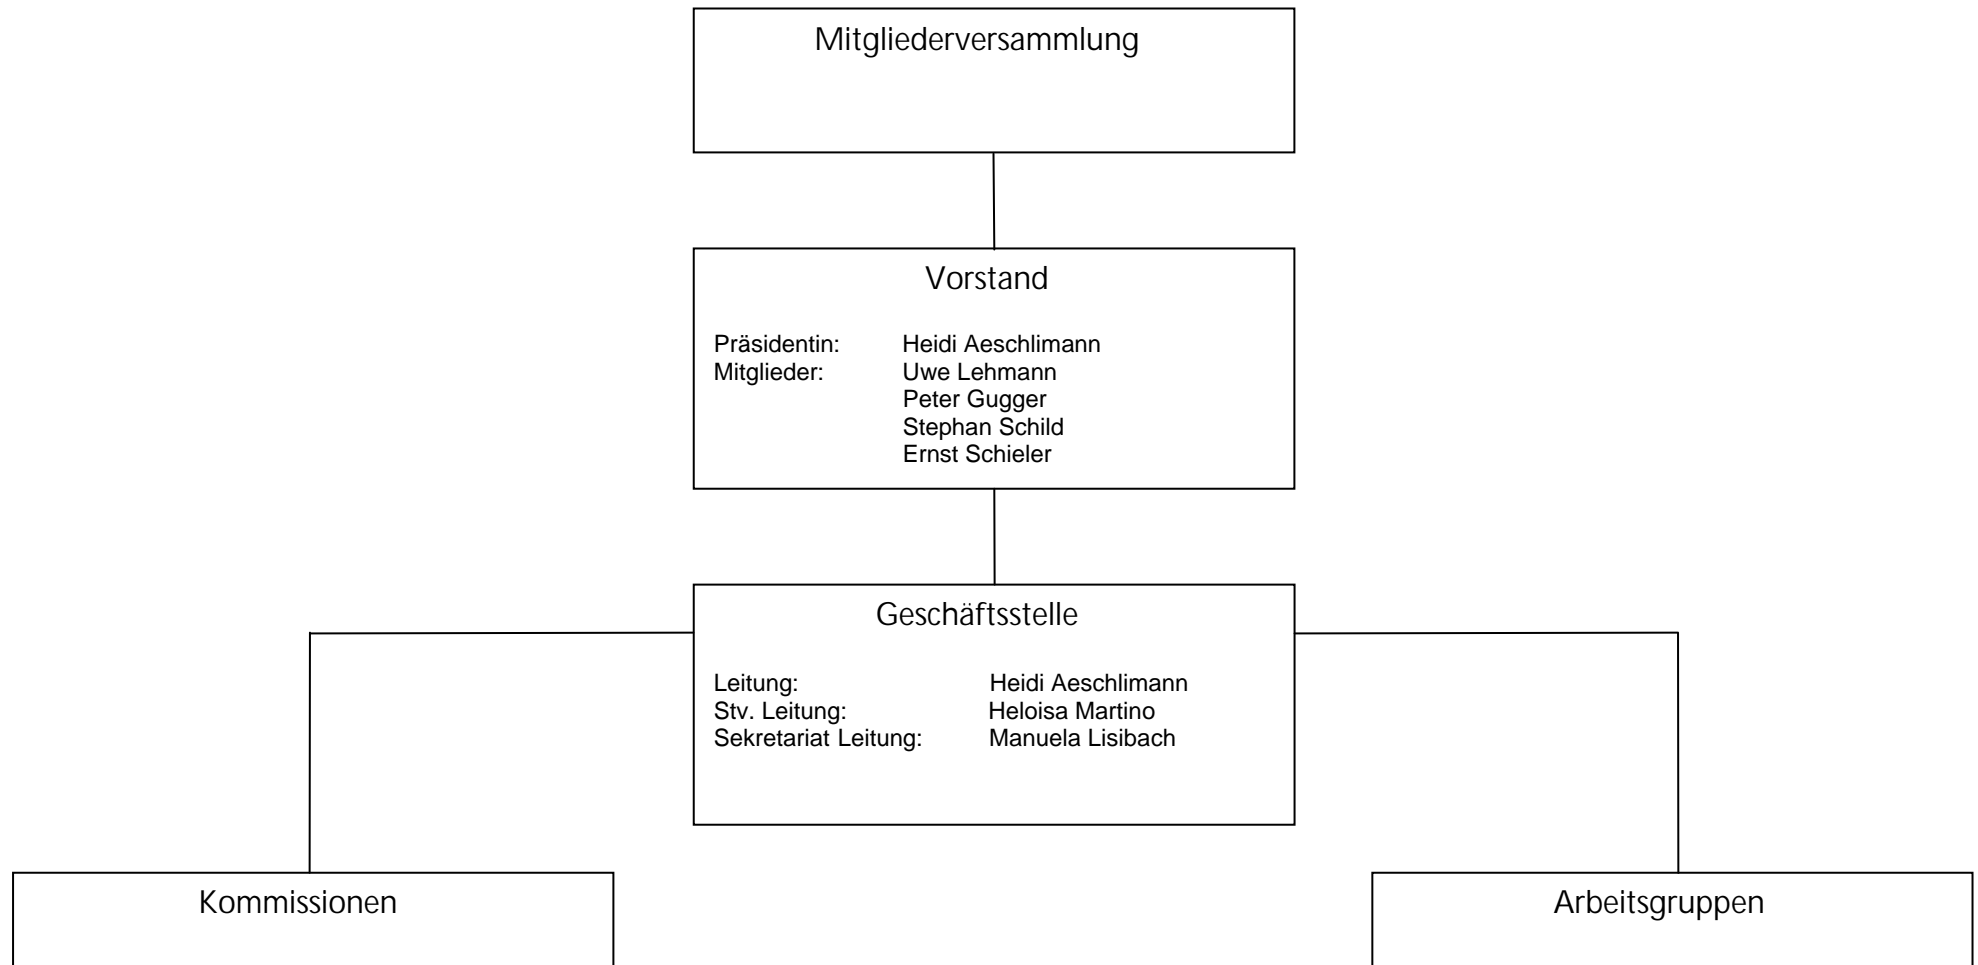 Mitgliederversammlung
Vorstand
Präsidentin: Heidi Aeschlimann
Mitglieder: Uwe Lehmann
Peter Gugger
Stephan Schild
Ernst Schieler
Geschäftsstelle
Leitung: Heidi Aeschlimann
Stv. Leitung: Heloisa Martino
Sekretariat Leitung: Manuela Lisibach
Kommissionen
Arbeitsgruppen